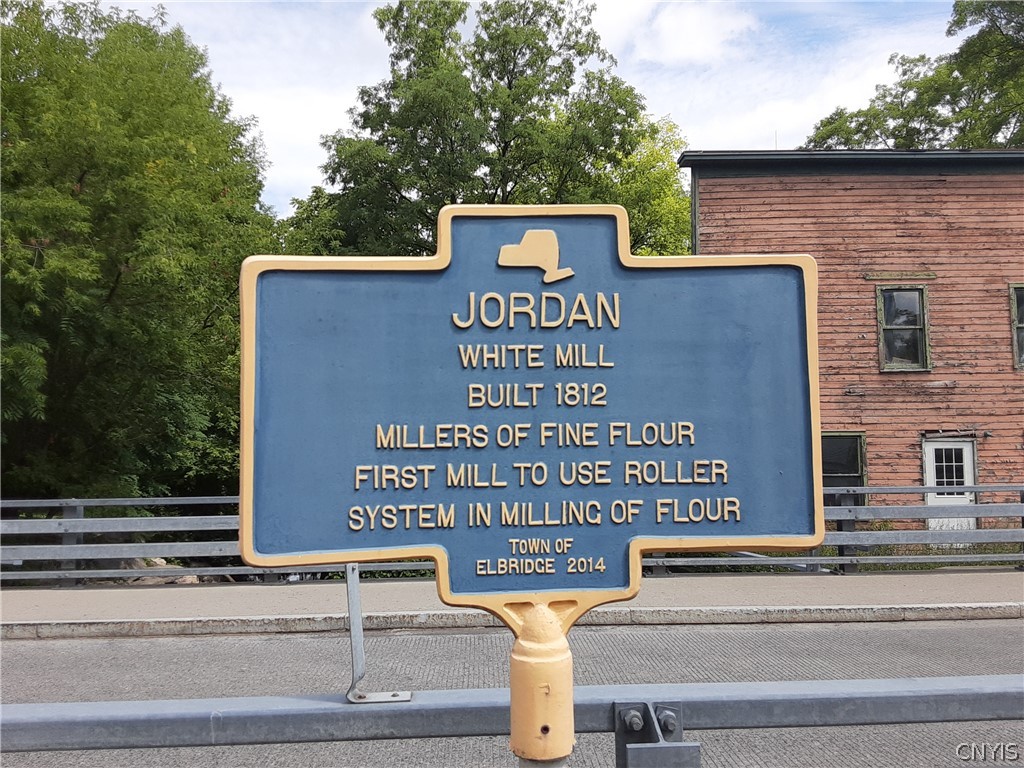 JORDAN
WHITE MILL
BUILT 1812
MILLERS OF FINE FLOUR
FIRST MILL TO USE ROLLER
SYSTEM IN MILLING OF FLOUR
TOWN OF
ELBRIDGE 2014
CNYIS